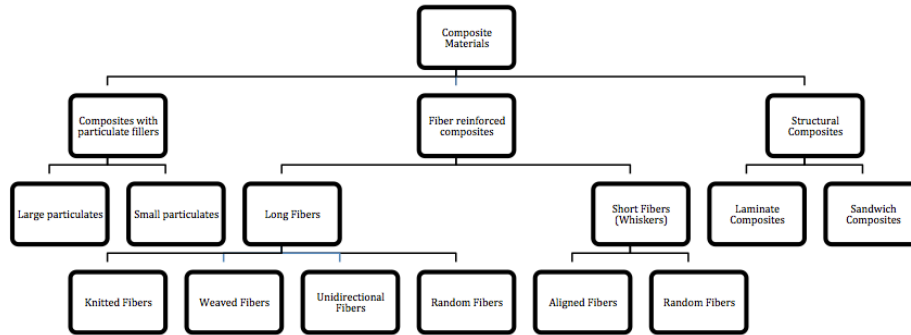 Composite
Materials
Composites with
particulate fillers
Fiber reinforced
composites
Structural
Composites
Large particulates
Small particulates
Long Fibers
Short Fibers
(Whiskers)
Laminate
Composites
Sandwich
Composites
Knitted Fibers
Weaved Fibers
Unidirectional
Fibers
Random Fibers
Aligned Fibers
Random Fibers